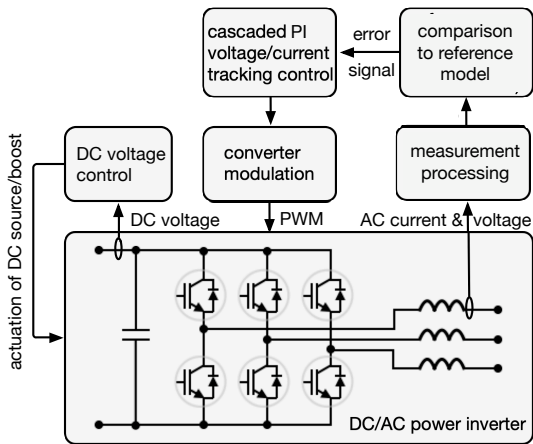 cascaded PI
voltage/current
tracking control
error
signal
comparison
to reference
model
DC voltage
control
converter
modulation
measurement
processing
actuation of DC source/boost
DC voltage
PWM
AC current & voltage
DC/AC power inverter